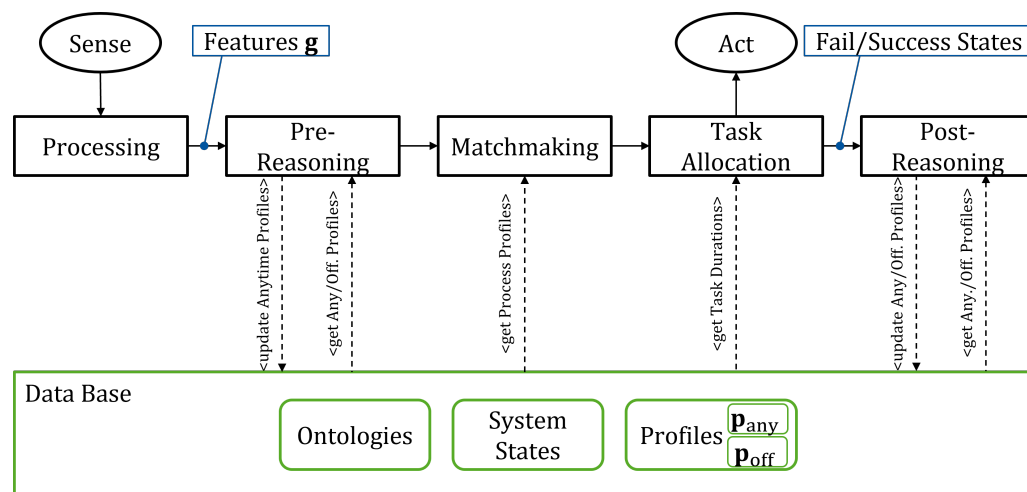 Sense
Features g
Act
Fail/Success States
Processing
Pre-
Reasoning
Matchmaking
Task
Allocation
Post-
Reasoning
<update Anytime Profiles>
<get Any/Off. Profiles>
<get Process Profiles>
<get Task Durations>
<update Any/Off. Profiles>
<get Any./Off. Profiles>
Data Base
Ontologies
System
States
Profiles
p_any
p_off